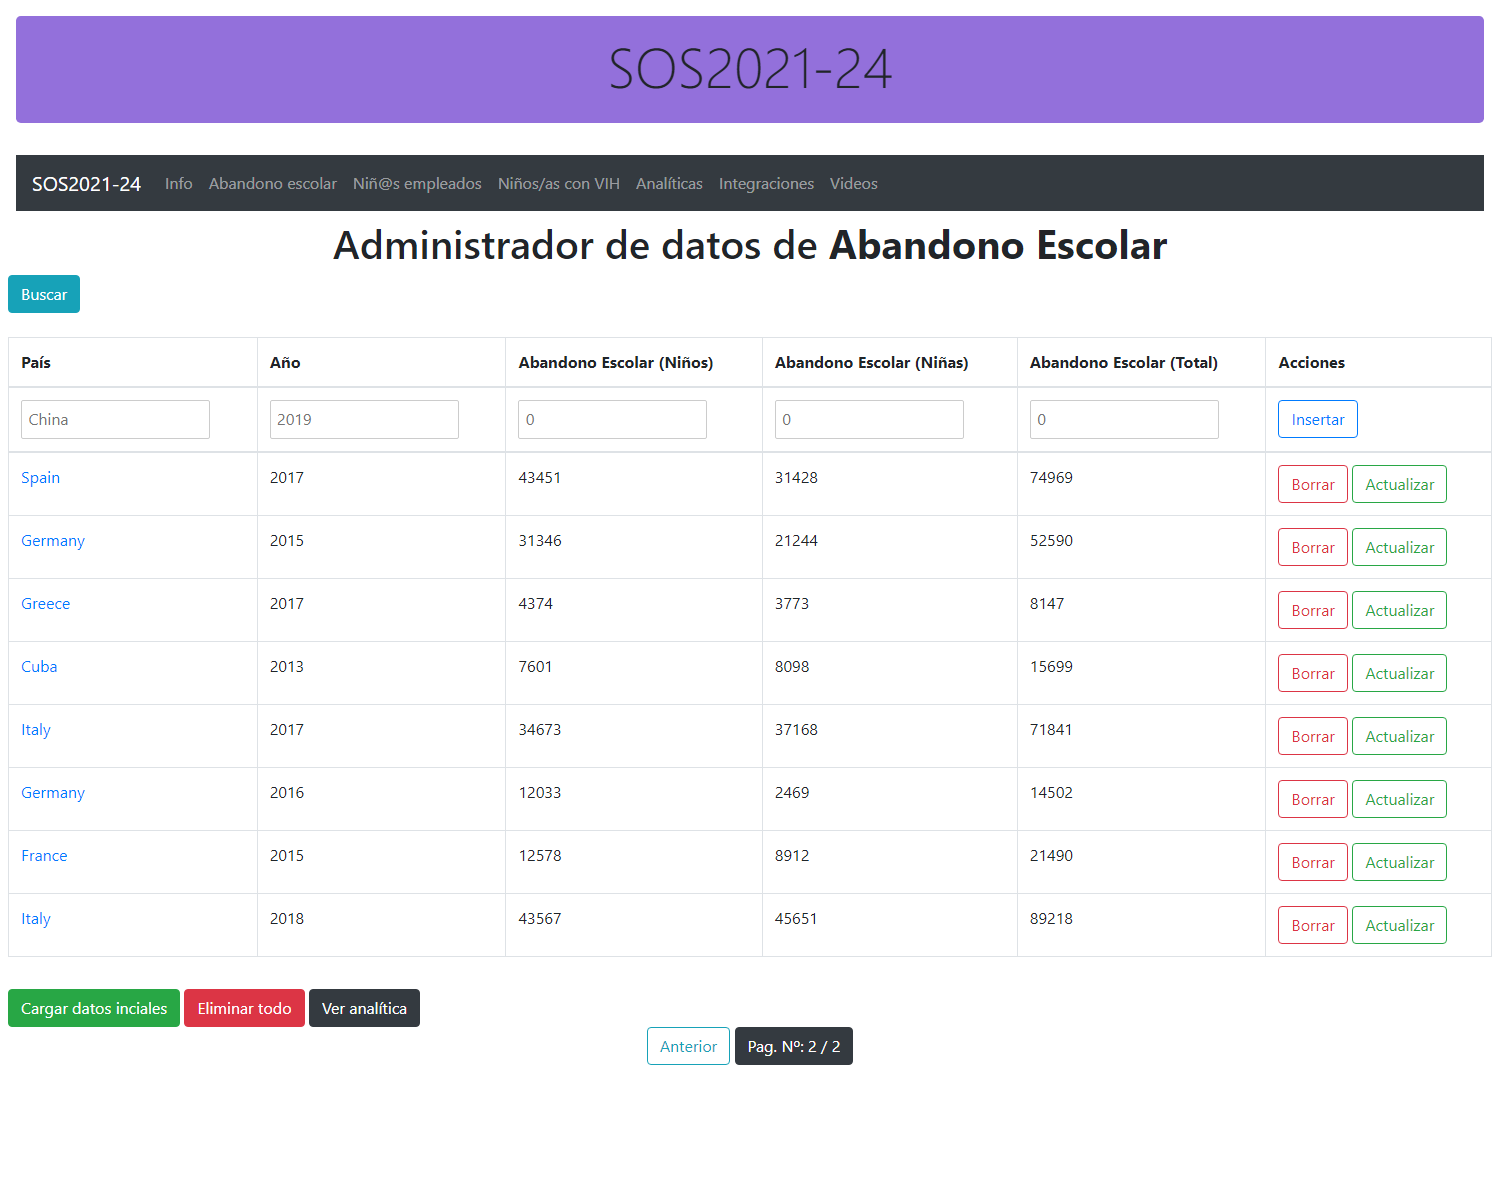 SOS2021-24
SOS2021-24 Info Abandono escolar Niñ@s empleados Niños/as con VIH Analíticas Integraciones Videos
Administrador de datos de Abandono Escolar
Buscar
País Año Abandono Escolar (Niños) Abandono Escolar (Niñas) Abandono Escolar (Total) Acciones
China 2019 0 0 0 Insertar
Spain 2017 43451 31428 74969 Borrar Actualizar
Germany 2015 31346 21244 52590 Borrar Actualizar
Greece 2017 4374 3773 8147 Borrar Actualizar
Cuba 2013 7601 8098 15699 Borrar Actualizar
Italy 2017 34673 37168 71841 Borrar Actualizar
Germany 2016 12033 2469 14502 Borrar Actualizar
France 2015 12578 8912 21490 Borrar Actualizar
Italy 2018 43567 45651 89218 Borrar Actualizar
Cargar datos inciales Eliminar todo Ver analítica
Anterior Pag. Nº: 2 / 2